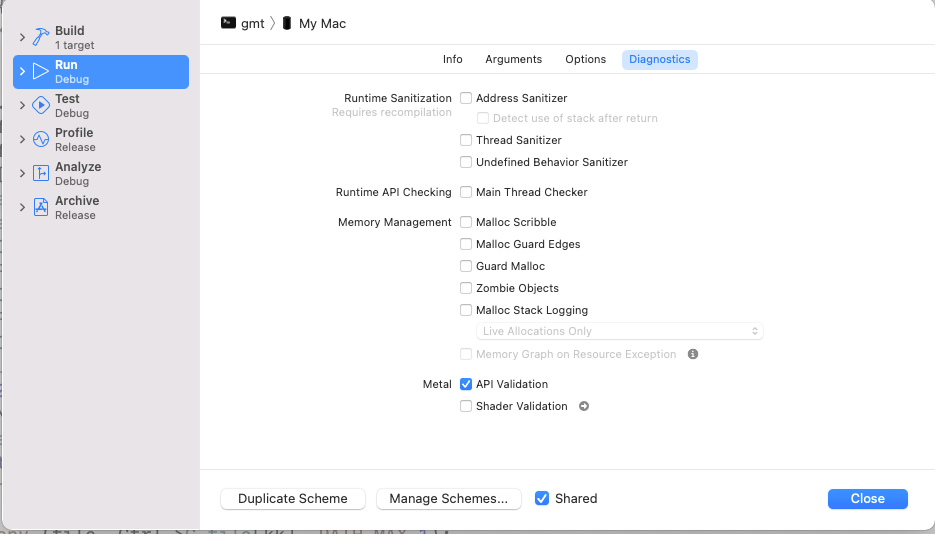 gmt 〉 My Mac
Build
1 target
Run
Debug
Test
Debug
Profile
Release
Analyze
Debug
Archive
Release
Info Arguments Options Diagnostics
Runtime Sanitization Address Sanitizer
Requires recompilation
Detect use of stack after return
Thread Sanitizer
Undefined Behavior Sanitizer
Runtime API Checking Main Thread Checker
Memory Management Malloc Scribble
Malloc Guard Edges
Guard Malloc
Zombie Objects
Malloc Stack Logging
Live Allocations Only
Memory Graph on Resource Exception
Metal API Validation
Shader Validation
Duplicate Scheme Manage Schemes... Shared Close